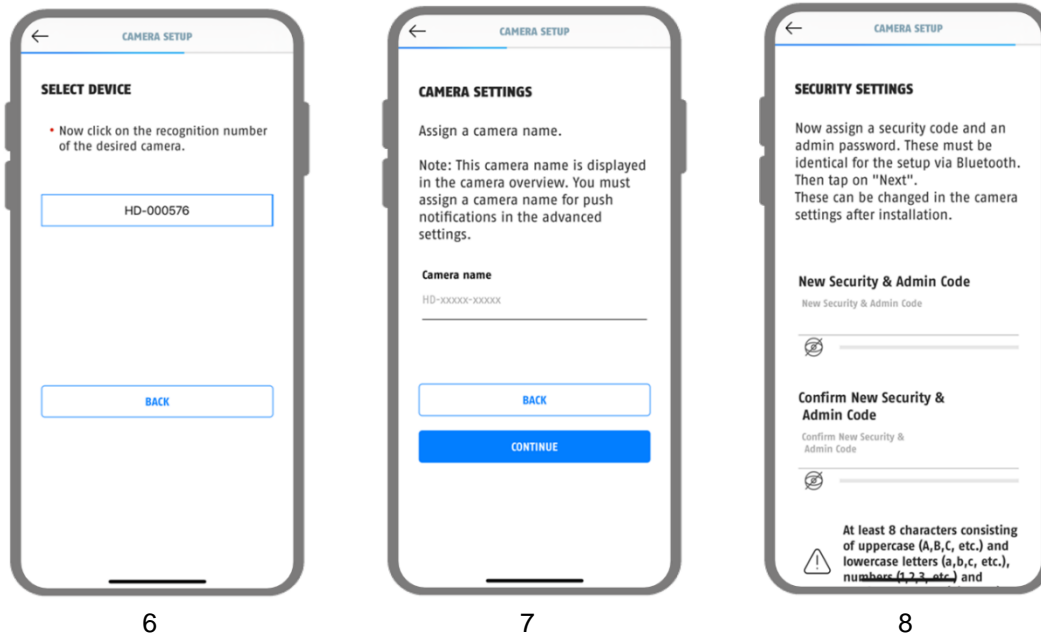 CAMERA SETUP
SELECT DEVICE
• Now click on the recognition number
of the desired camera.
HD-000576
BACK
6
CAMERA SETUP
CAMERA SETTINGS
Assign a camera name.
Note: This camera name is displayed
in the camera overview. You must
assign a camera name for push
notifications in the advanced
settings.
Camera name
HD-xxxxx-xxxxx
BACK
CONTINUE
7
CAMERA SETUP
SECURITY SETTINGS
Now assign a security code and an
admin password. These must be
identical for the setup via Bluetooth.
Then tap on "Next".
These can be changed in the camera
settings after installation.
New Security & Admin Code
New Security & Admin Code
Confirm New Security &
Admin Code
Confirm New Security &
Admin Code
At least 8 characters consisting
of uppercase (A,B,C, etc.) and
lowercase letters (a,b,c, etc.),
numbers (1,2,3, etc.) and
8